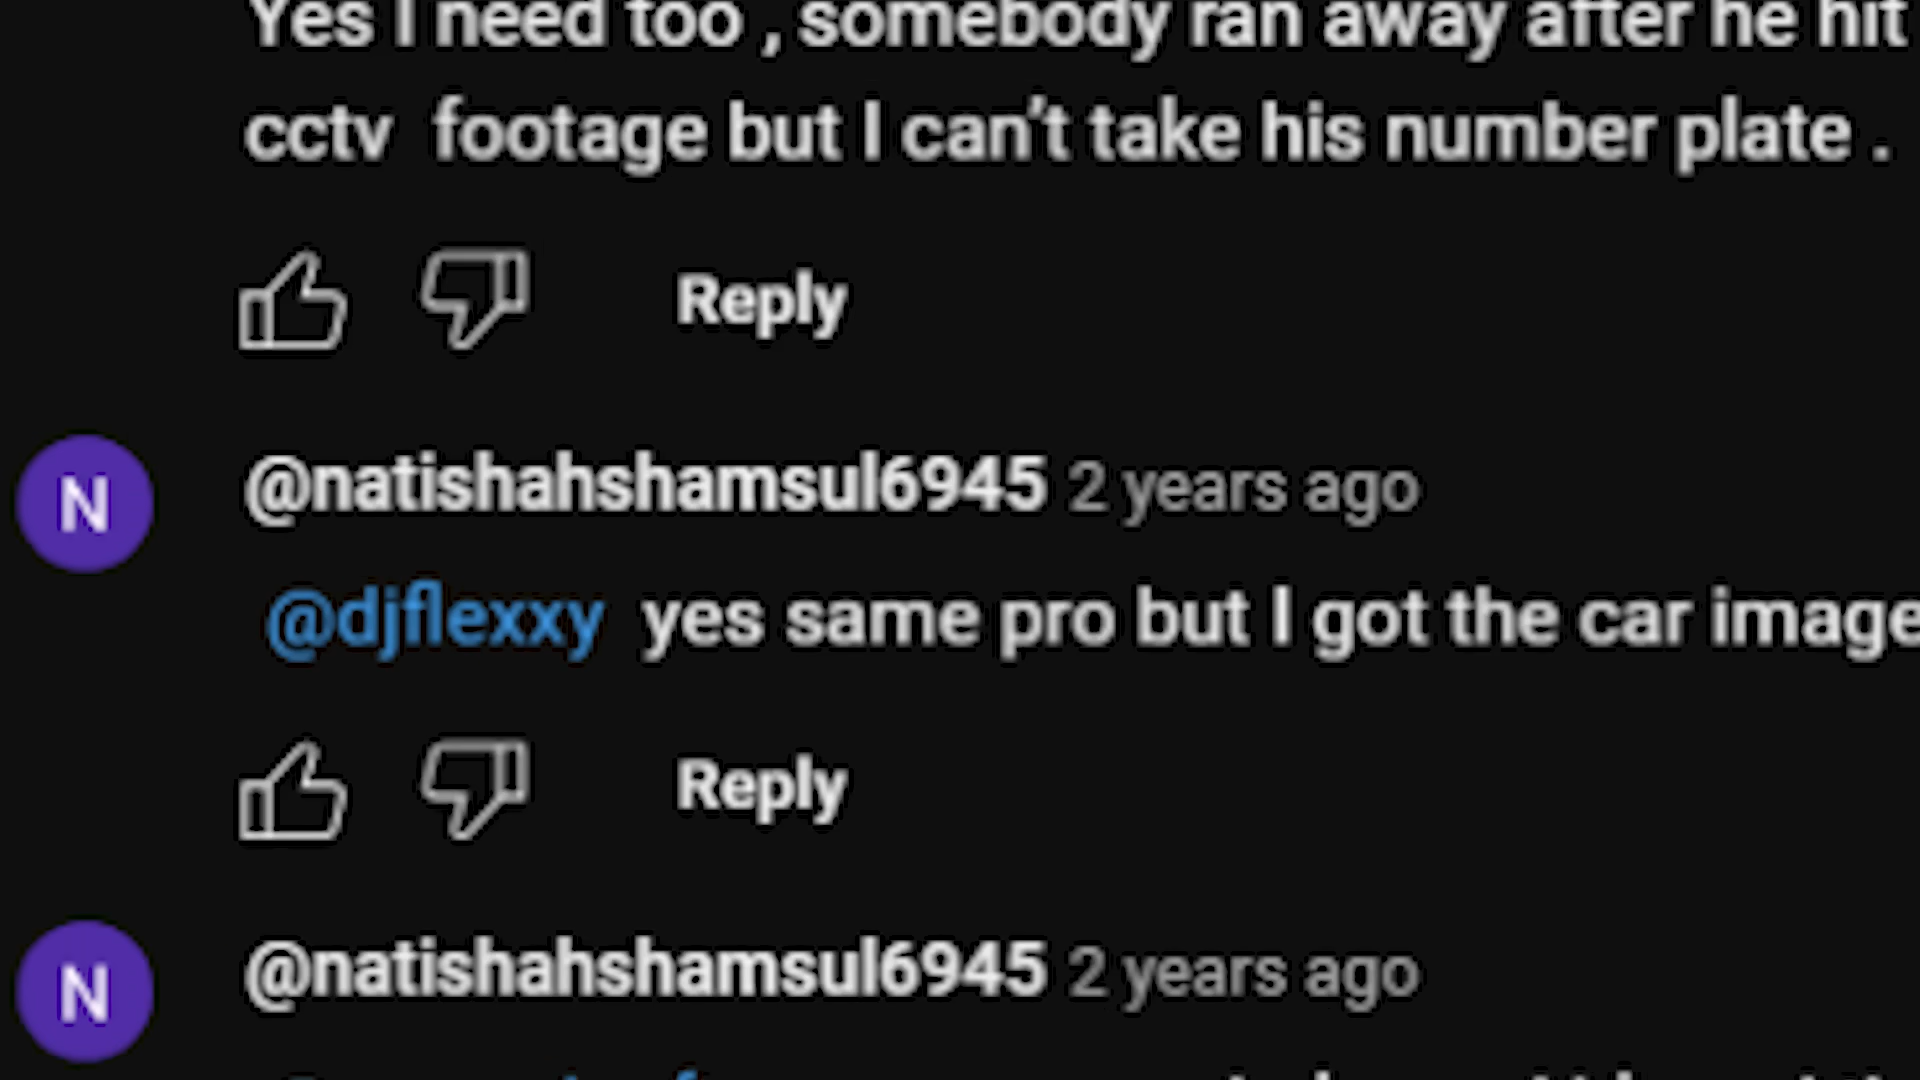 Yes I need too , somebody ran away after he hit
cctv  footage but I can't take his number plate .
Reply
N
@natishahshamsul6945 2 years ago
@djflexxy  yes same pro but I got the car image
Reply
N
@natishahshamsul6945 2 years ago